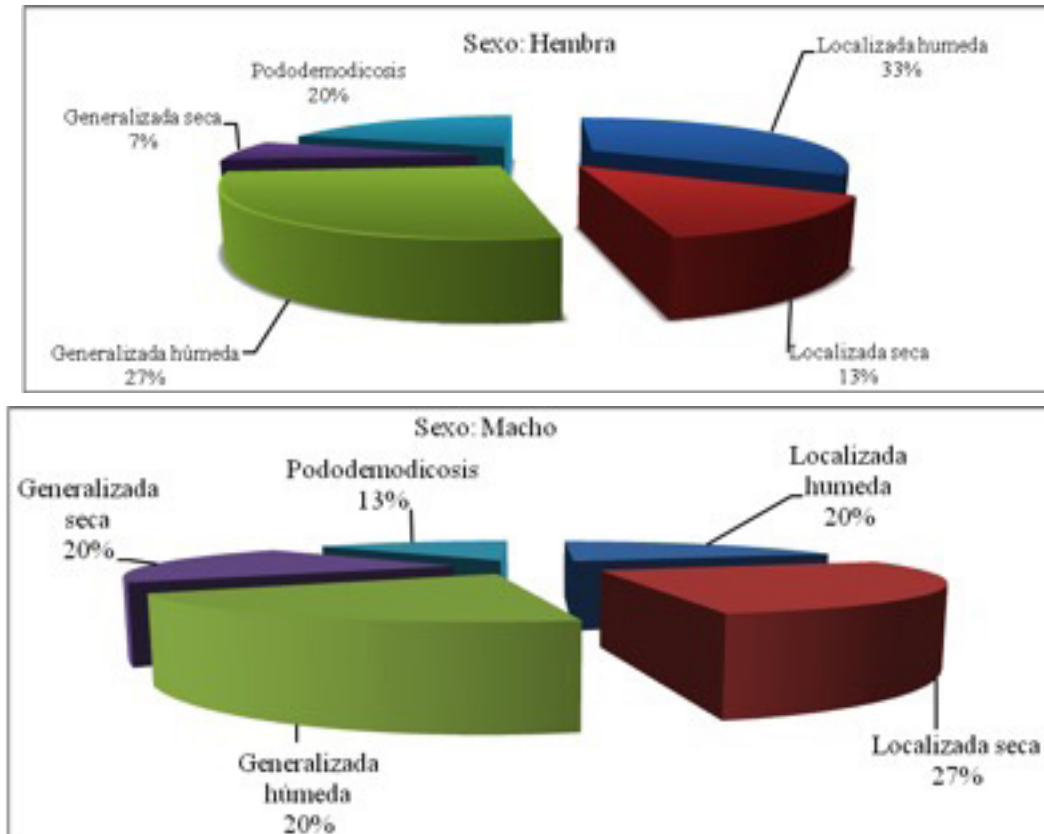 Sexo: Hembra
Localizada humeda
33%
Pododemodicosis
20%
Generalizada seca
7%
Generalizada húmeda
27%
Localizada seca
13%
Sexo: Macho
Localizada
humeda
20%
Pododemodicosis
13%
Generalizada
seca
20%
Localizada seca
27%
Generalizada
húmeda
20%